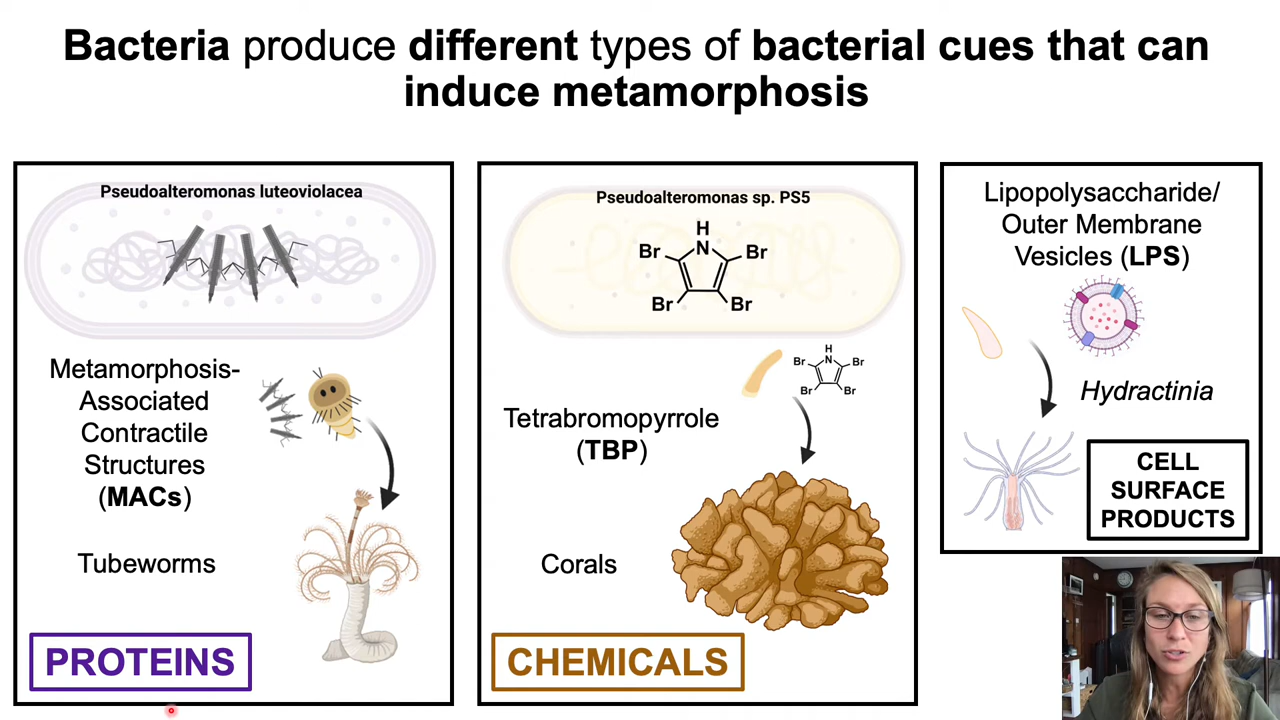 Bacteria produce different types of bacterial cues that can
induce metamorphosis
Pseudoalteromonas luteoviolacea
Metamorphosis-
Associated
Contractile
Structures
(MACs)
Tubeworms
PROTEINS
Pseudoalteromonas sp. PS5
H
N
Br
Br
Br
Br
H
N
Br
Br
Br
Br
Tetrabromopyrrole
(TBP)
Corals
CHEMICALS
Lipopolysaccharide/
Outer Membrane
Vesicles (LPS)
Hydractinia
CELL
SURFACE
PRODUCTS